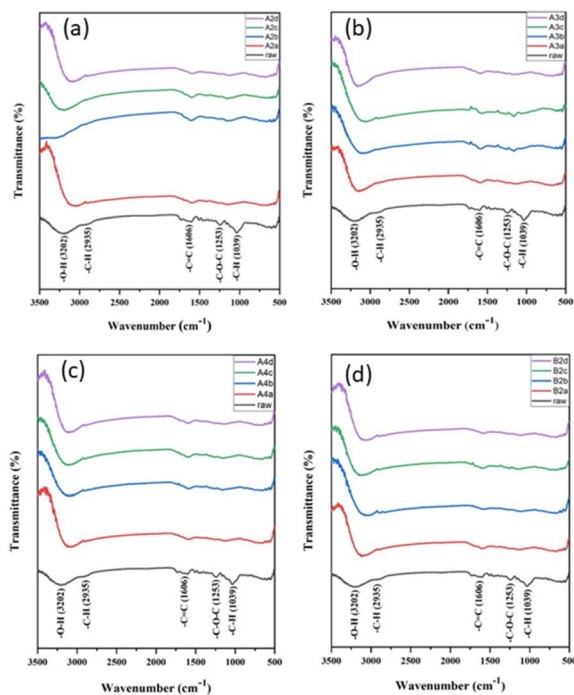 (a)
A2d
A2c
A2b
A2a
raw
Transmittance (%)
-O-H (3202)
-C-H (2935)
-C=C (1606)
-C-O-C (1253)
-C-H (1039)
3500 3000 2500 2000 1500 1000 500
Wavenumber (cm⁻¹)
(b)
A3d
A3c
A3b
A3a
raw
Transmittance (%)
-O-H (3202)
-C-H (2935)
-C=C (1606)
-C-O-C (1253)
-C-H (1039)
3500 3000 2500 2000 1500 1000 500
Wavenumber (cm⁻¹)
(c)
A4d
A4c
A4b
A4a
raw
Transmittance (%)
-O-H (3202)
-C-H (2935)
-C=C (1606)
-C-O-C (1253)
-C-H (1039)
3500 3000 2500 2000 1500 1000 500
Wavenumber (cm⁻¹)
(d)
B2d
B2c
B2b
B2a
raw
Transmittance (%)
-O-H (3202)
-C-H (2935)
-C=C (1606)
-C-O-C (1253)
-C-H (1039)
3500 3000 2500 2000 1500 1000 500
Wavenumber (cm⁻¹)